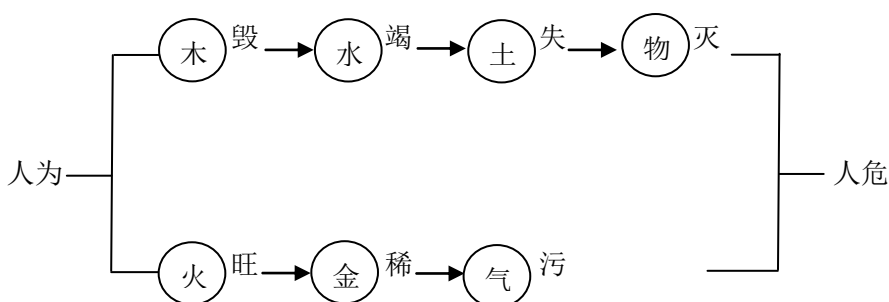 木 毁 水 竭 土 失 物 灭
人为 人危
火 旺 金 稀 气 污